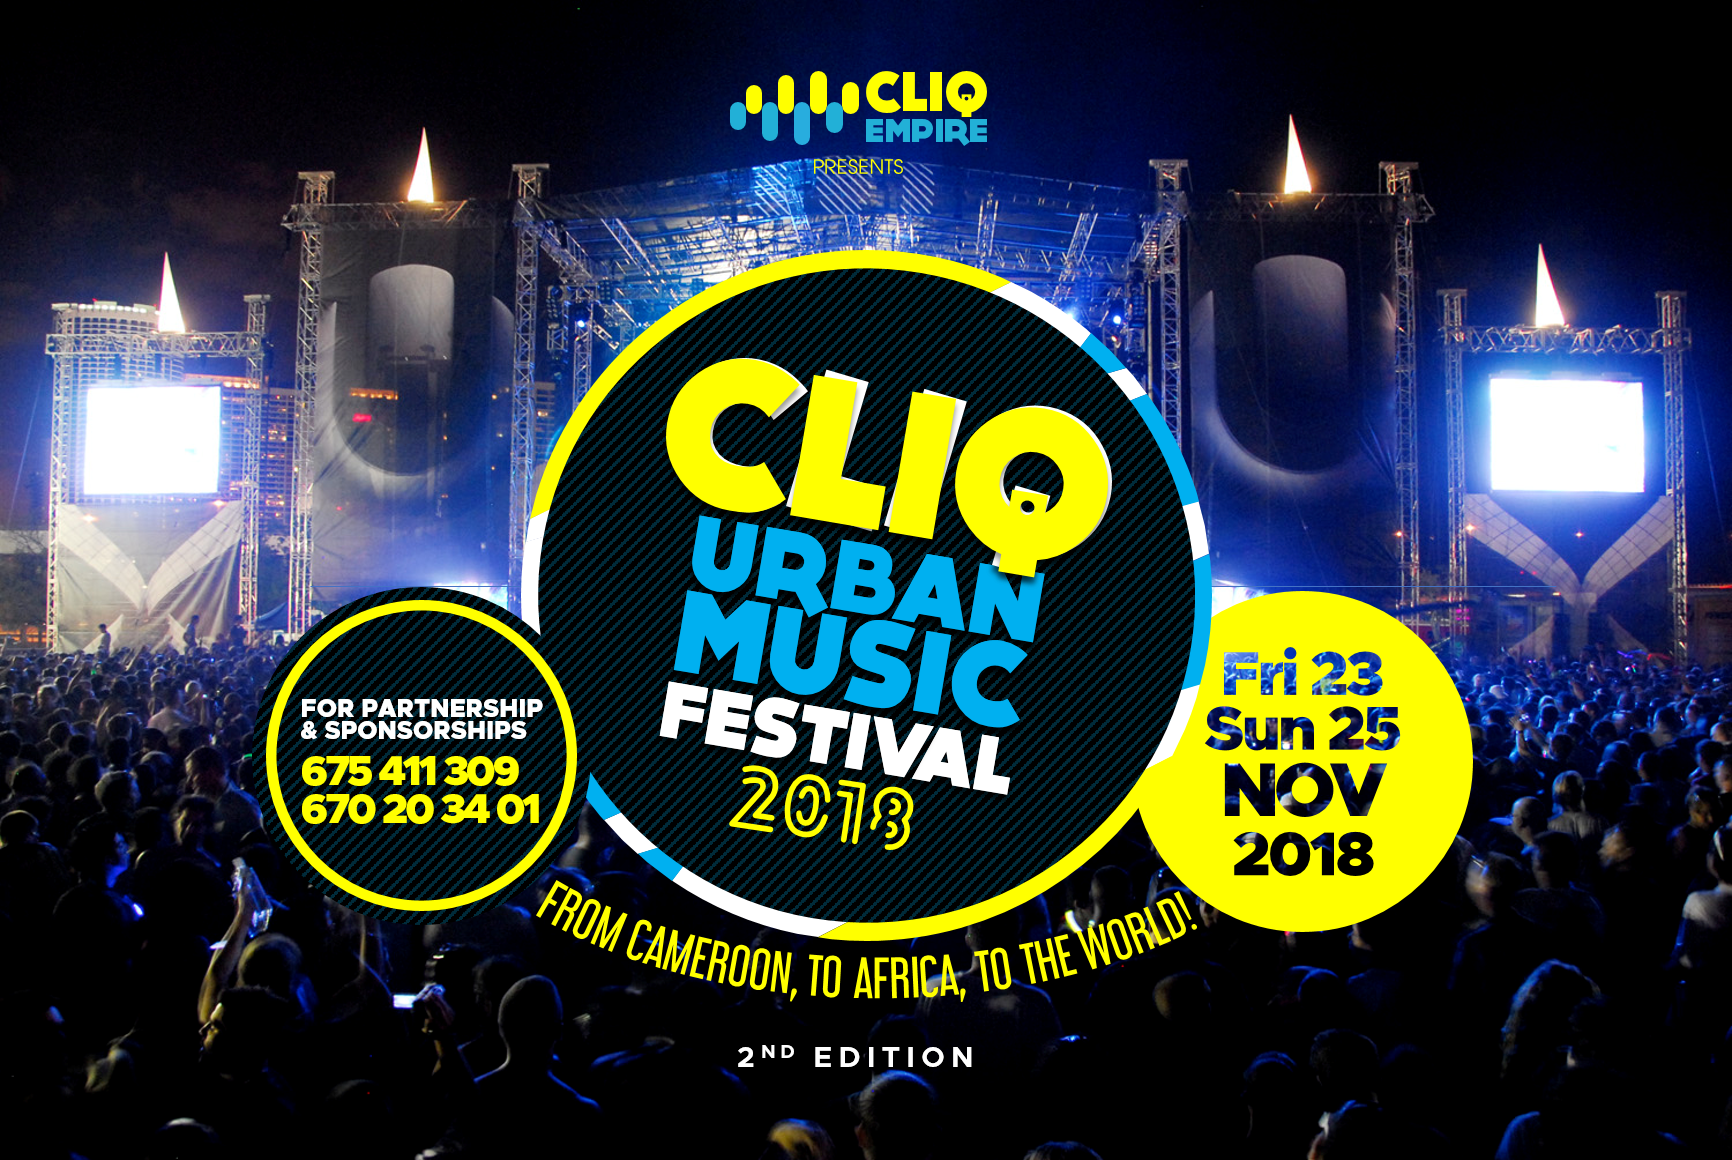 CLIQ
EMPIRE
PRESENTS
CLIQ
URBAN
MUSIC
FESTIVAL
2018
FOR PARTNERSHIP
& SPONSORSHIPS
675 411 309
670 20 34 01
Fri 23
Sun 25
NOV
2018
FROM CAMEROON, TO AFRICA, TO THE WORLD!
2ND EDITION